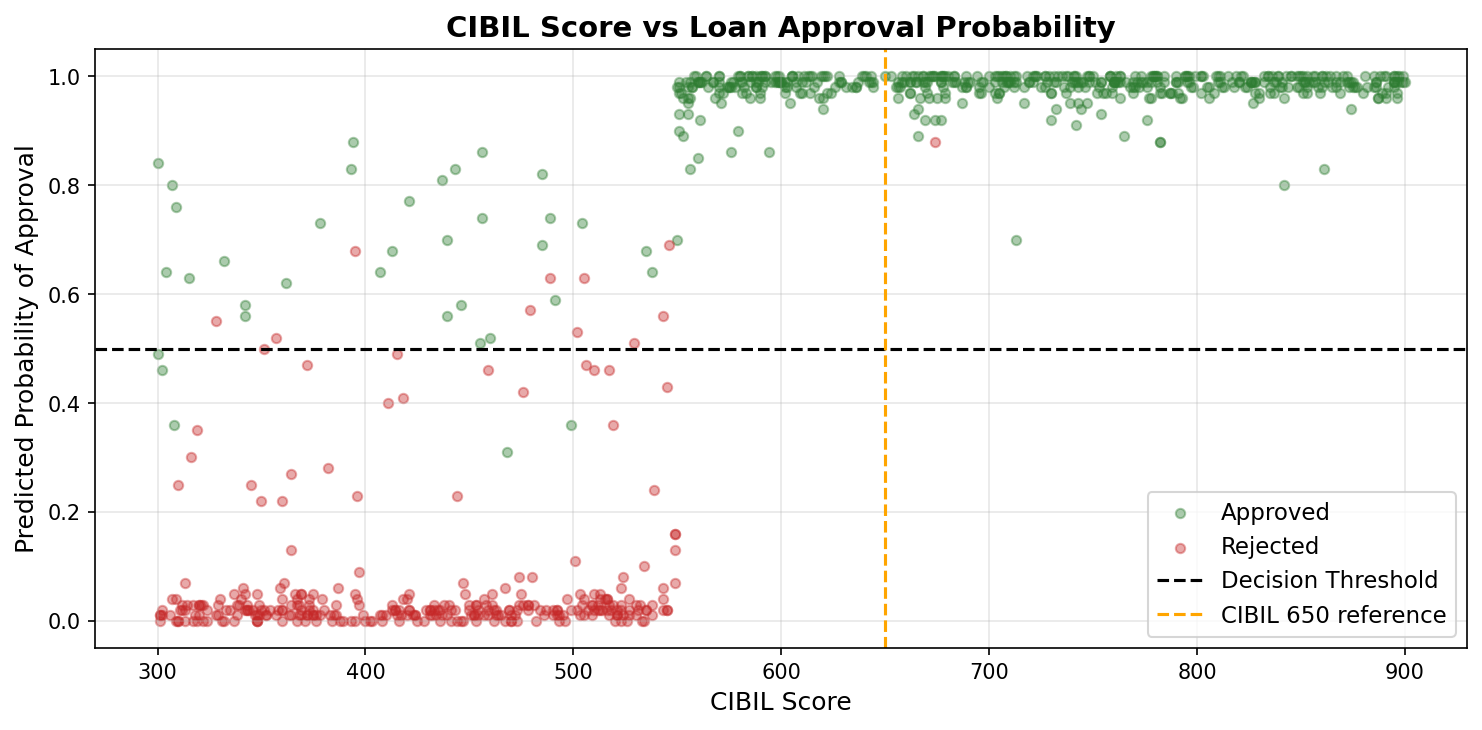 CIBIL Score vs Loan Approval Probability
Predicted Probability of Approval
1.0
0.8
0.6
0.4
0.2
0.0
300 400 500 600 700 800 900
CIBIL Score
Approved
Rejected
Decision Threshold
CIBIL 650 reference